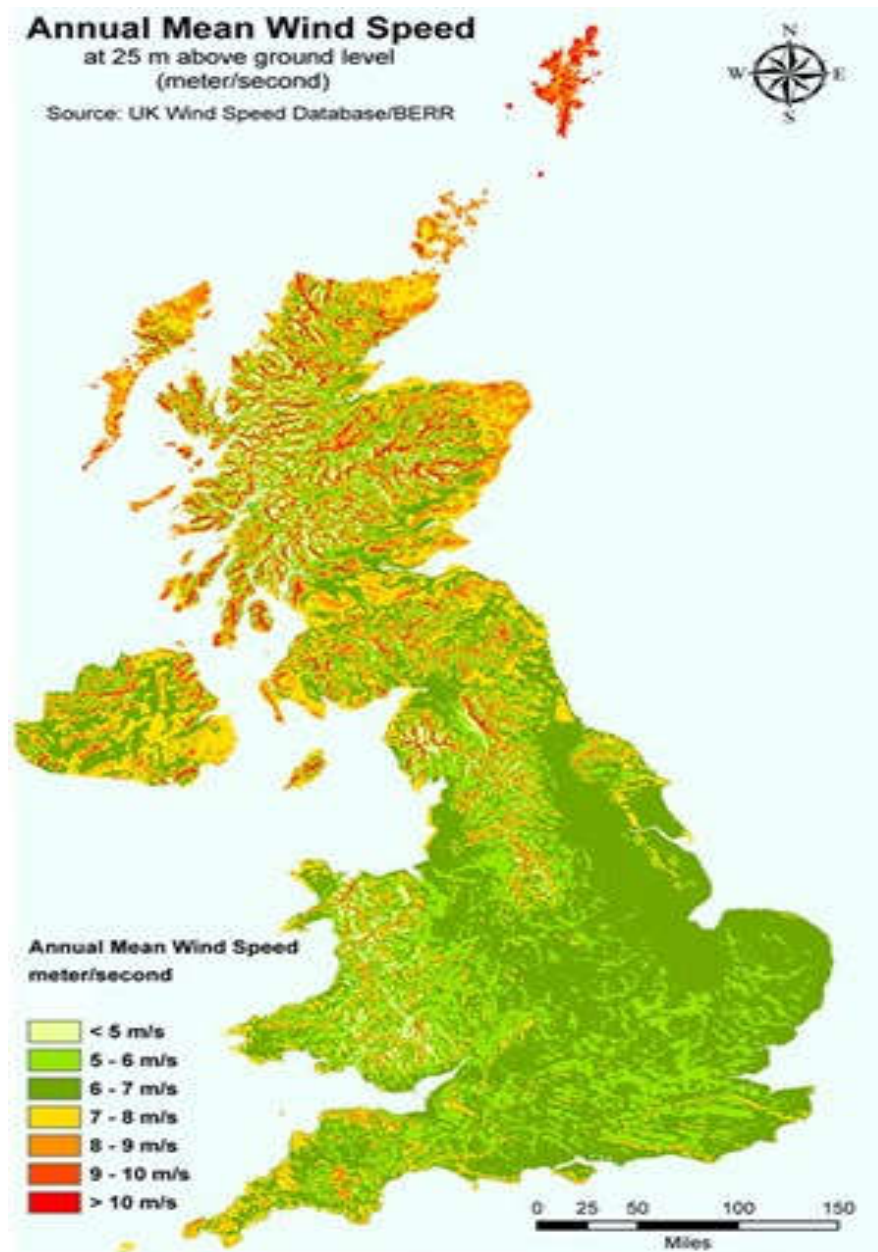 Annual Mean Wind Speed
at 25 m above ground level
(meter/second)
Source: UK Wind Speed Database/BERR
N
W E
S
Annual Mean Wind Speed
meter/second
< 5 m/s
5 - 6 m/s
6 - 7 m/s
7 - 8 m/s
8 - 9 m/s
9 - 10 m/s
> 10 m/s
0 25 50 100 150
Miles